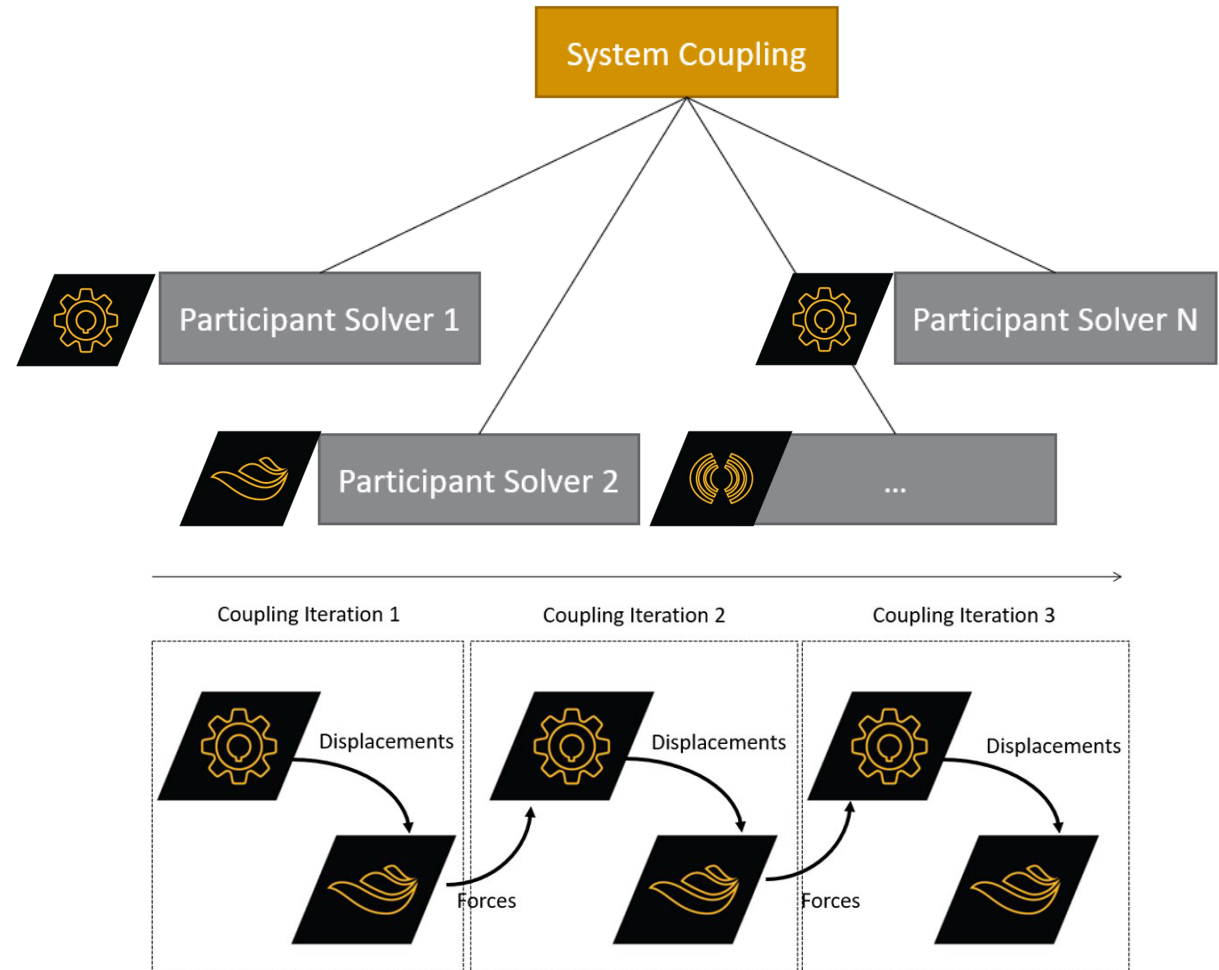 System Coupling
Participant Solver 1
Participant Solver N
Participant Solver 2
...
Coupling Iteration 1
Coupling Iteration 2
Coupling Iteration 3
Displacements
Displacements
Displacements
Forces
Forces